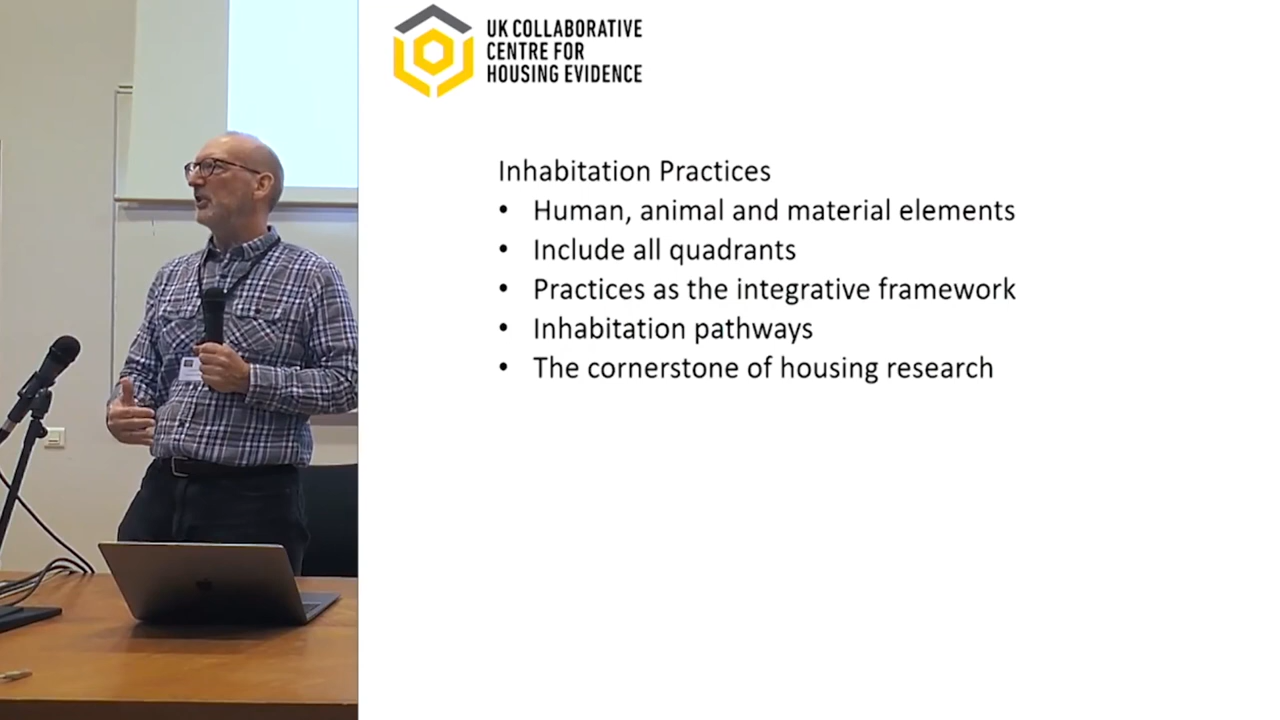 UK COLLABORATIVE
CENTRE FOR
HOUSING EVIDENCE
Inhabitation Practices
• Human, animal and material elements
• Include all quadrants
• Practices as the integrative framework
• Inhabitation pathways
• The cornerstone of housing research